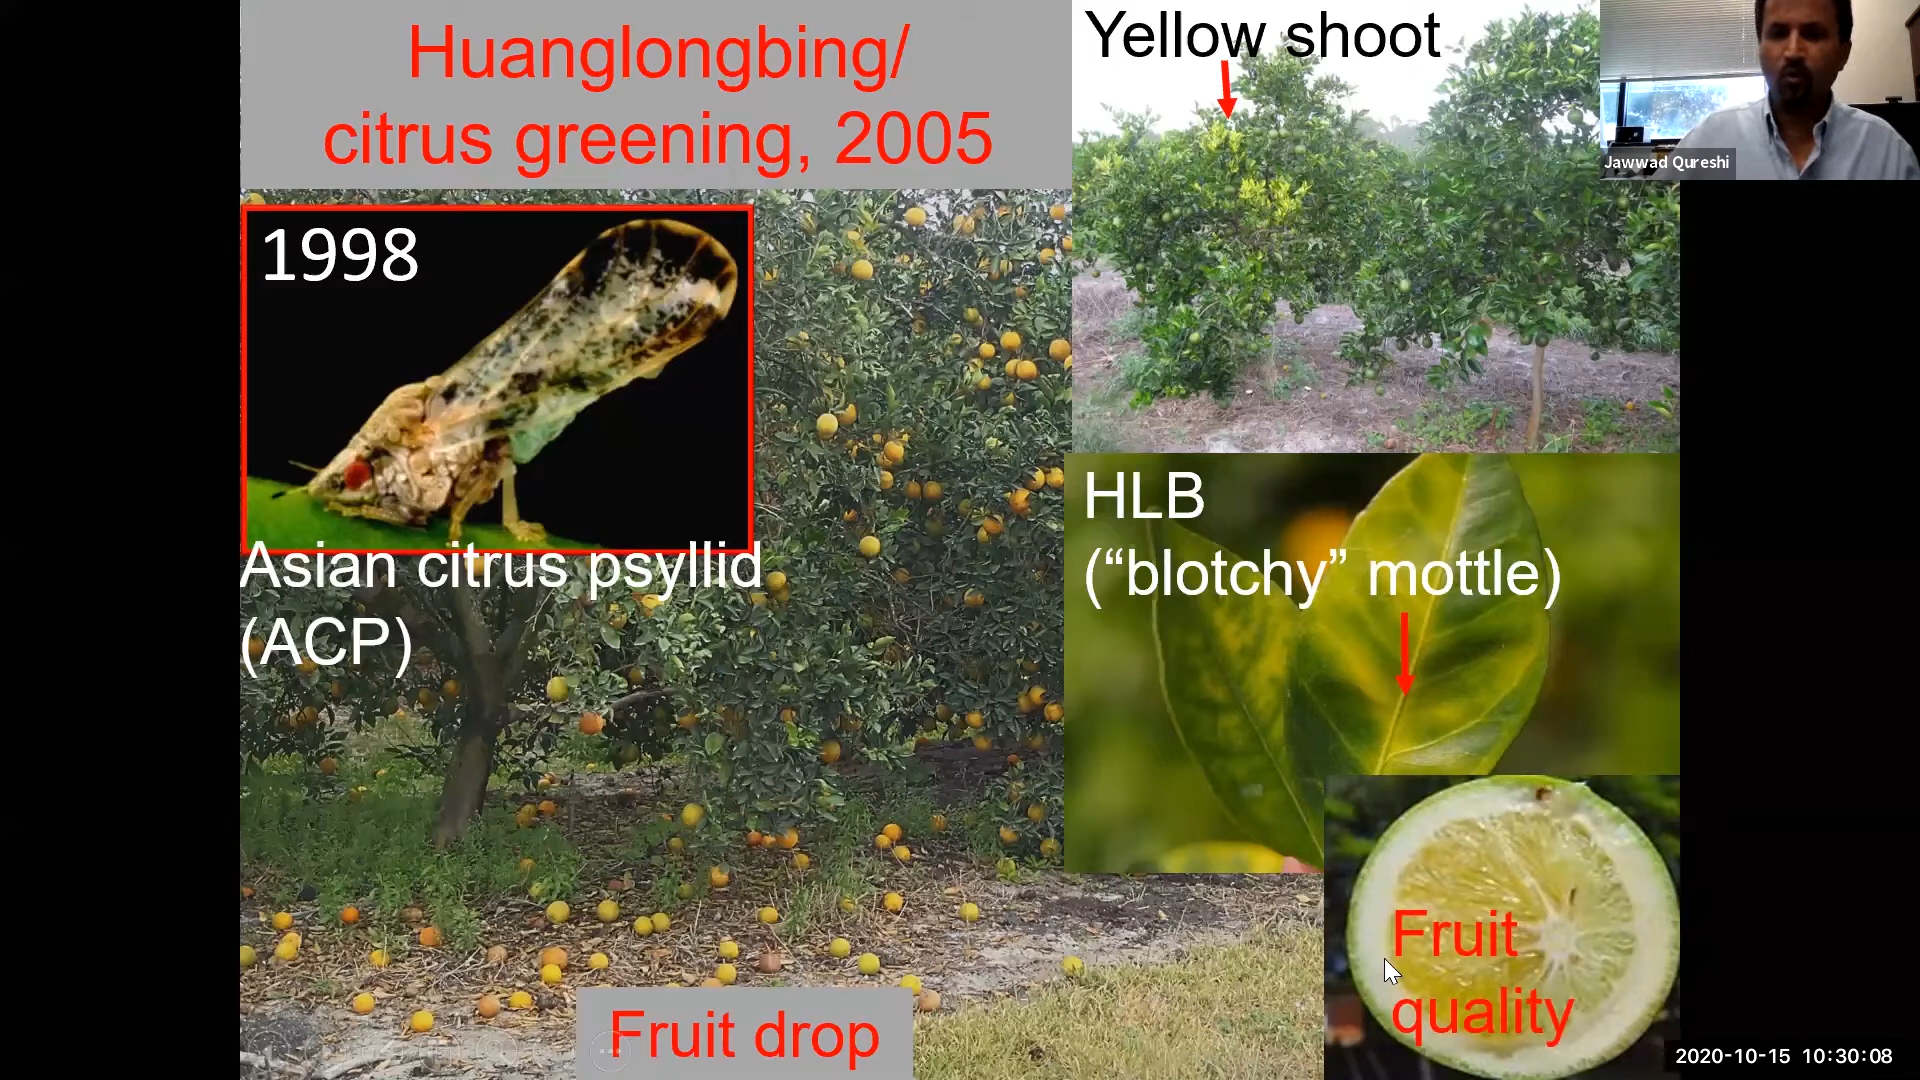 Huanglongbing/
citrus greening, 2005
1998
Asian citrus psyllid
(ACP)
Yellow shoot
Jawwad Qureshi
HLB
(“blotchy” mottle)
Fruit
quality
Fruit drop
2020-10-15 10:30:08